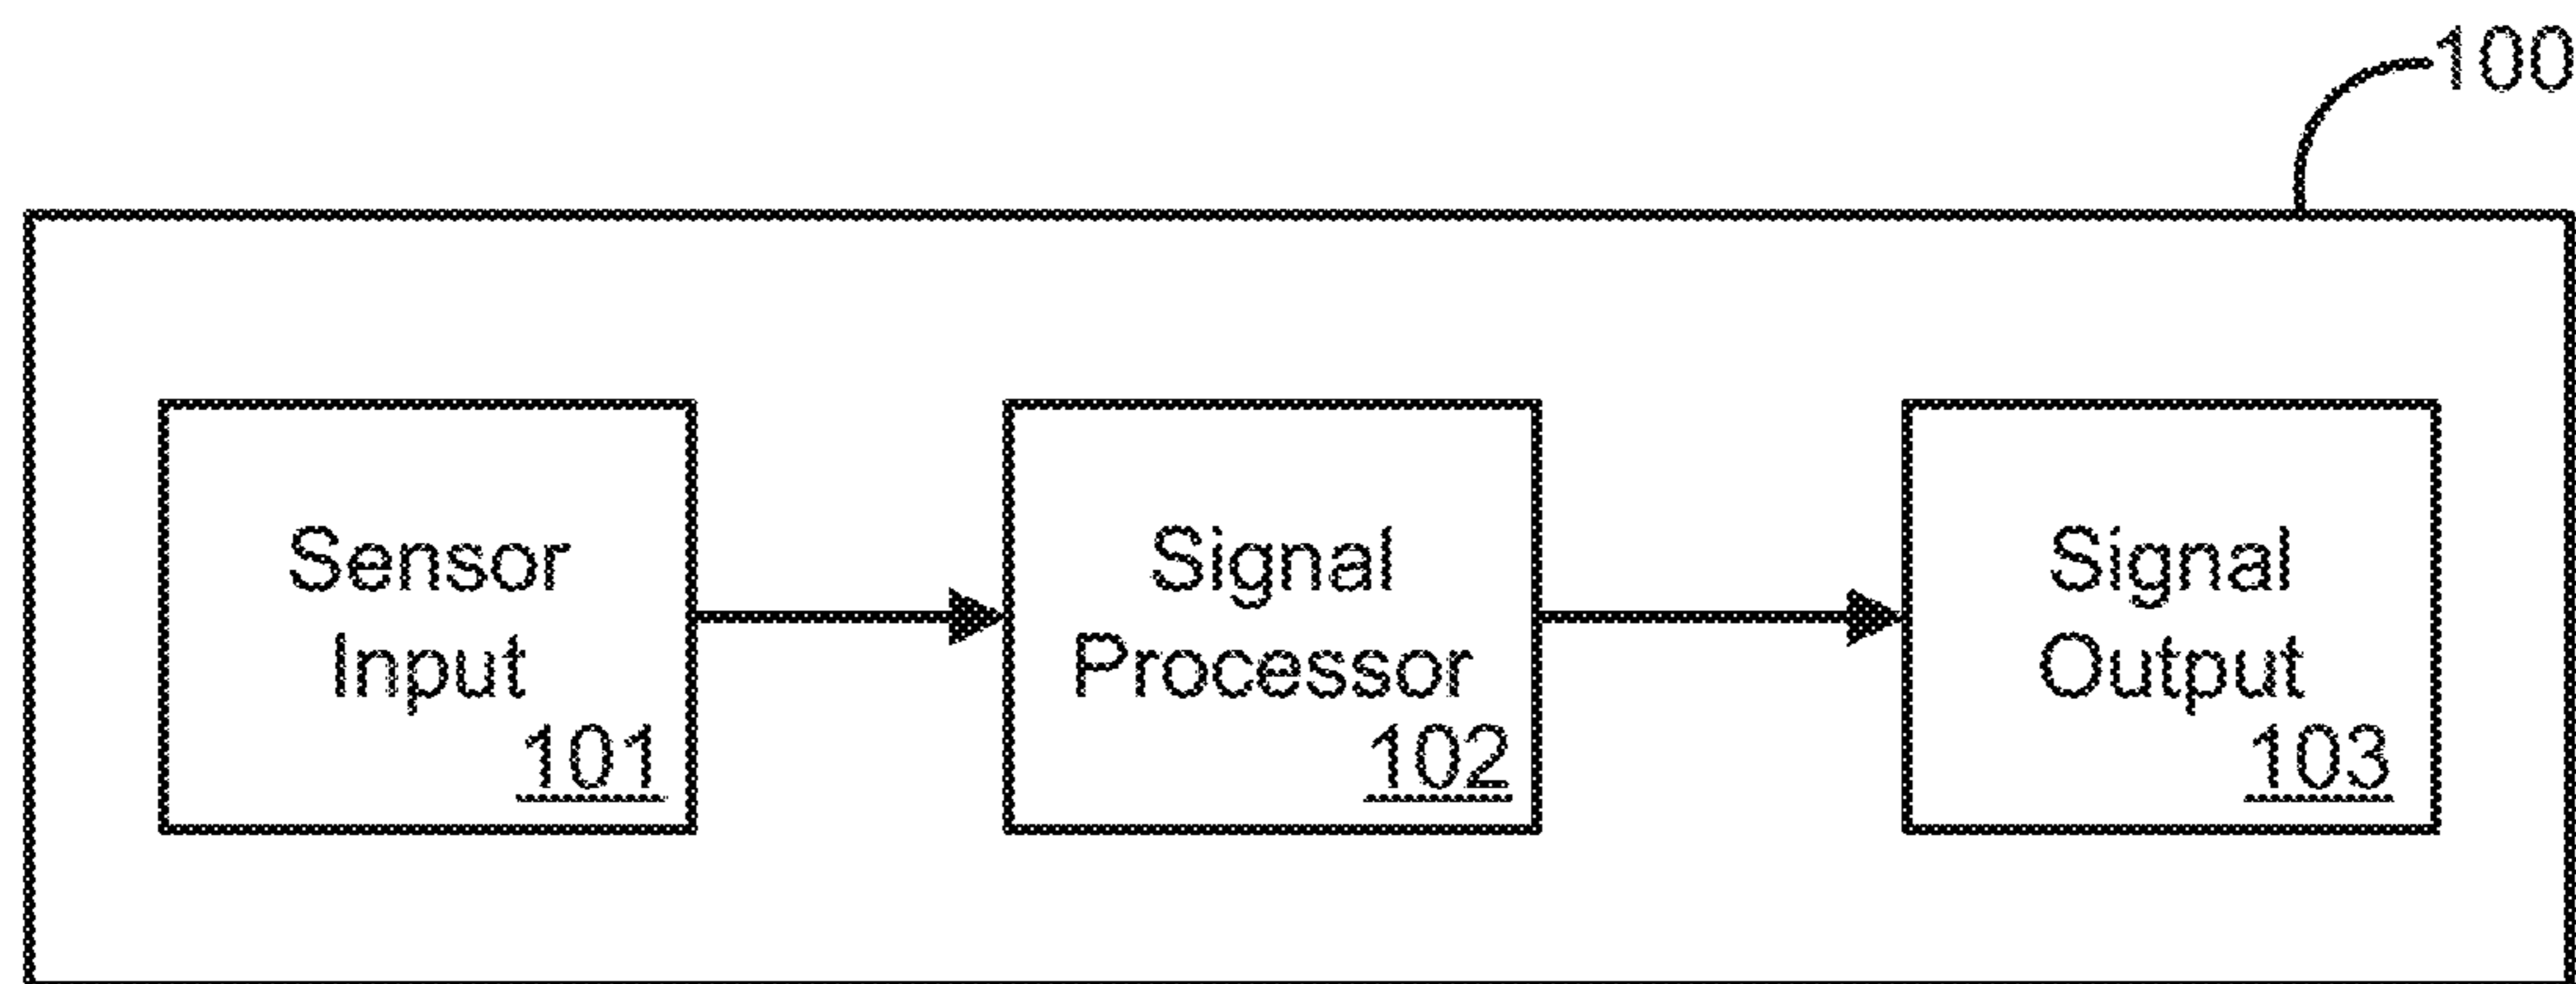 100
Sensor
Input
101
Signal
Processor
102
Signal
Output
103